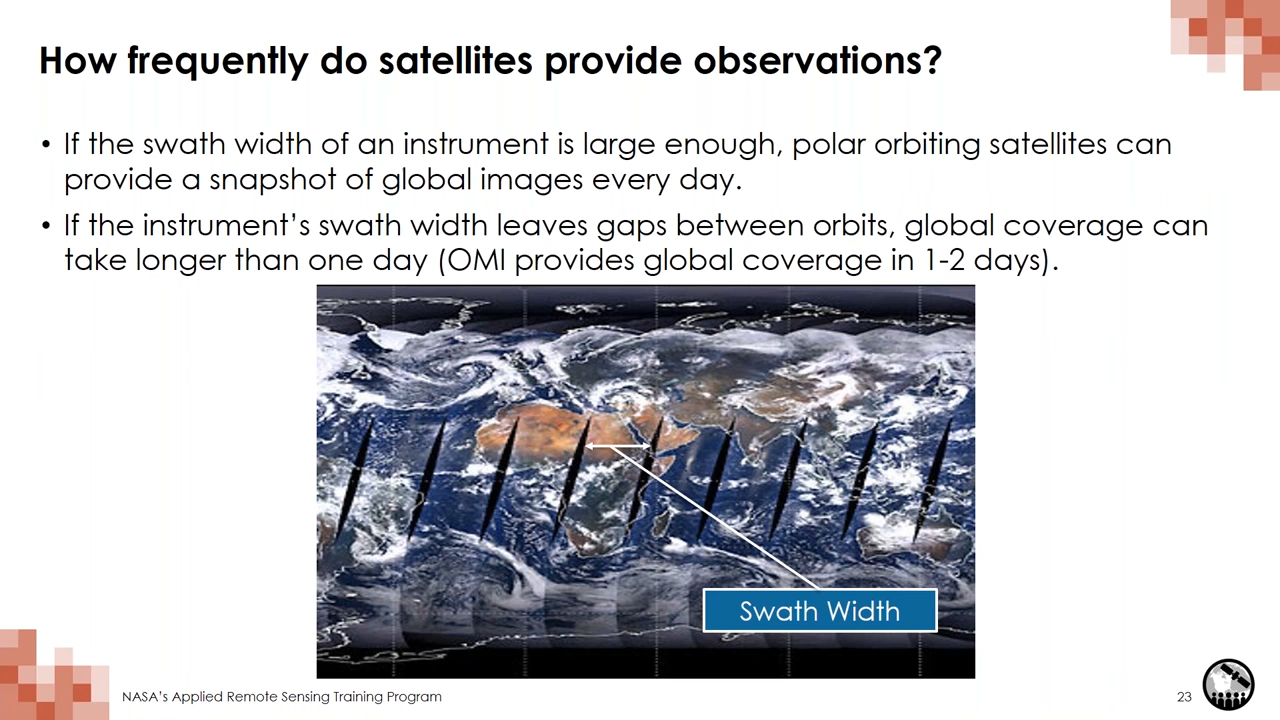 How frequently do satellites provide observations?
• If the swath width of an instrument is large enough, polar orbiting satellites can
provide a snapshot of global images every day.
• If the instrument’s swath width leaves gaps between orbits, global coverage can
take longer than one day (OMI provides global coverage in 1-2 days).
Swath Width
NASA’s Applied Remote Sensing Training Program
23